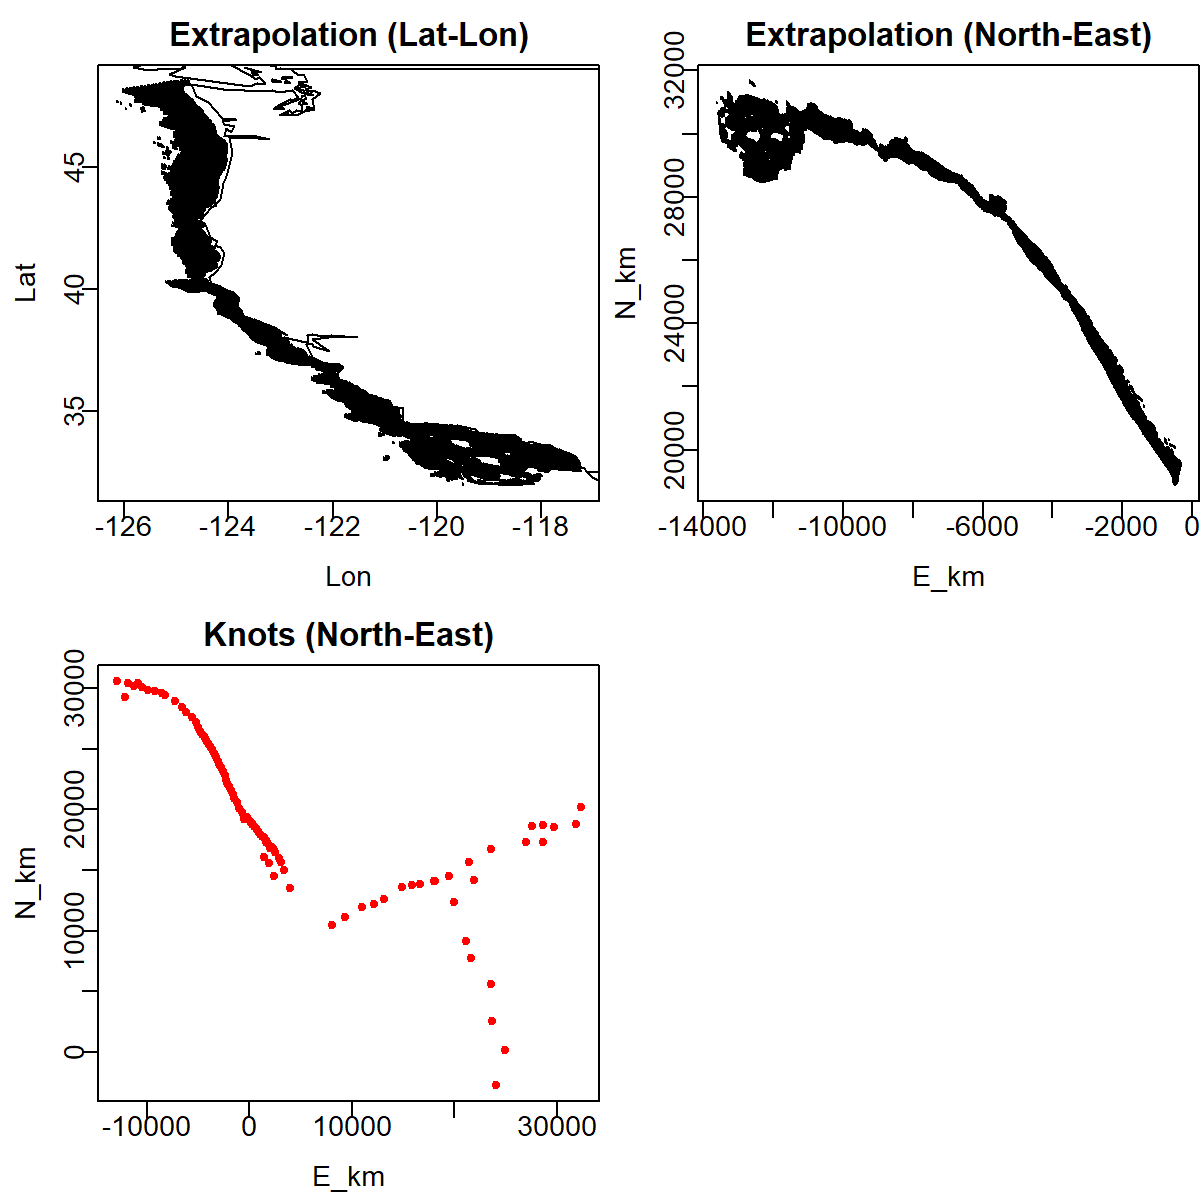 Extrapolation (Lat-Lon)
Lat
45
40
35
-126
-124
-122
-120
-118
Lon
Extrapolation (North-East)
N_km
32000
28000
24000
20000
-14000
-10000
-6000
-2000
0
E_km
Knots (North-East)
N_km
30000
20000
10000
0
-10000
0
10000
30000
E_km